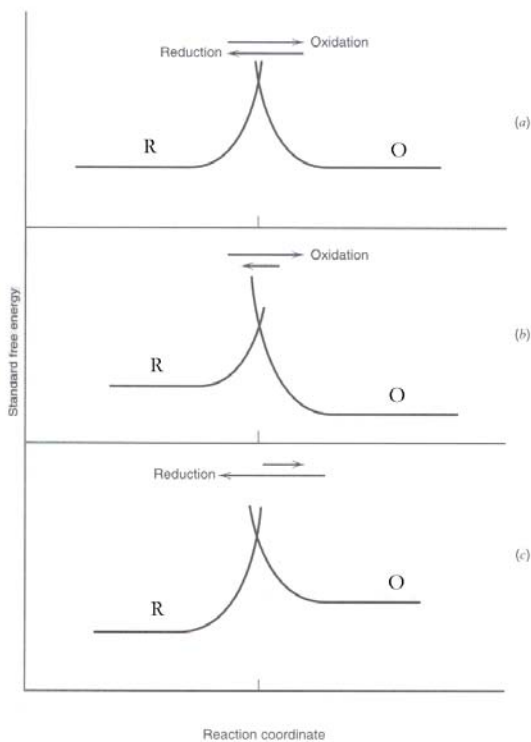 Oxidation
Reduction
R
O
(a)
Oxidation
R
O
(b)
Reduction
R
O
(c)
Standard free energy
Reaction coordinate